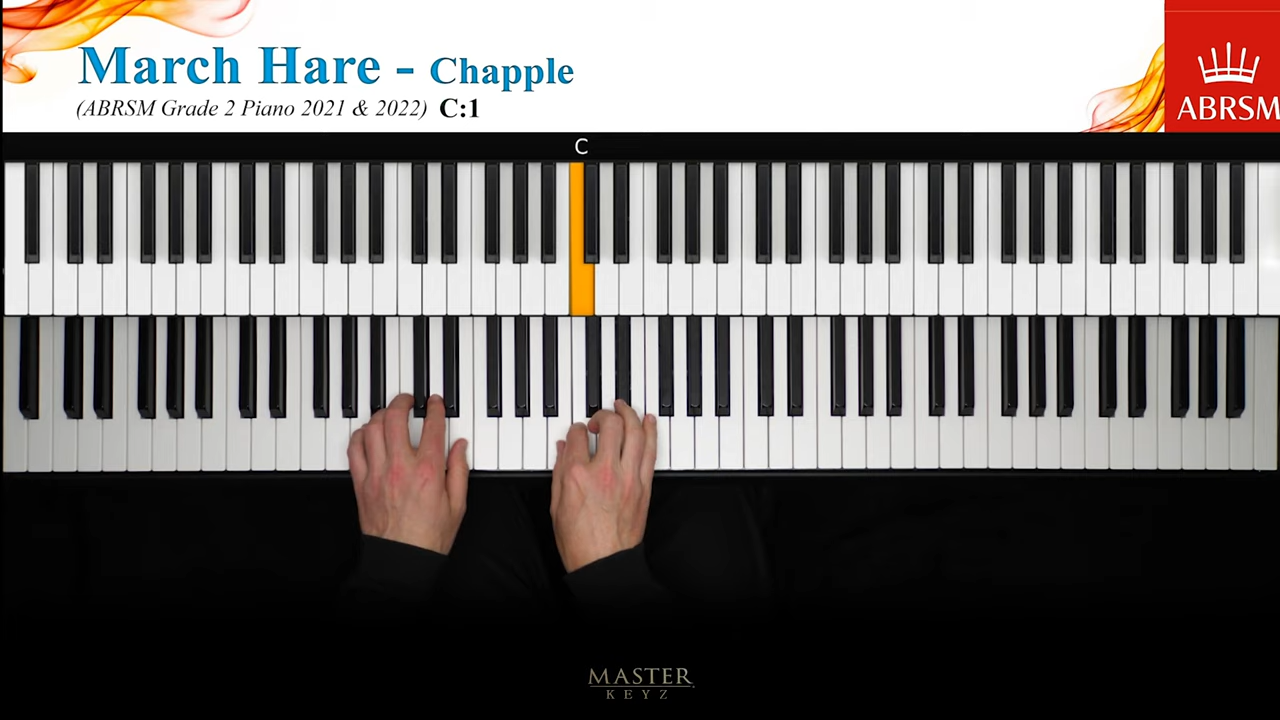 March Hare - Chapple
(ABRSM Grade 2 Piano 2021 & 2022) C:1
ABRSM
C
MASTER
KEYZ